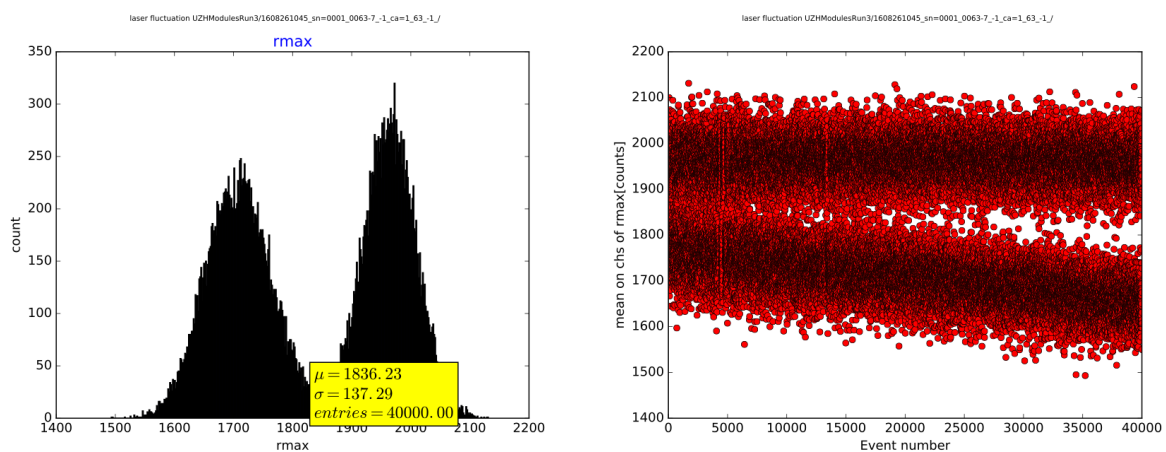 laser fluctuation UZHModulesRun3/1608261045_sn=0001_0063-7_-1_ca=1_63_-1_/
rmax
350
300
250
200
150
100
50
0
count
μ = 1836.23
σ = 137.29
entries = 40000.00
1400 1500 1600 1700 1800 1900 2000 2100 2200
rmax
laser fluctuation UZHModulesRun3/1608261045_sn=0001_0063-7_-1_ca=1_63_-1_/
2200
2100
2000
1900
1800
1700
1600
1500
1400
mean on chs of rmax[counts]
0 5000 10000 15000 20000 25000 30000 35000 40000
Event number